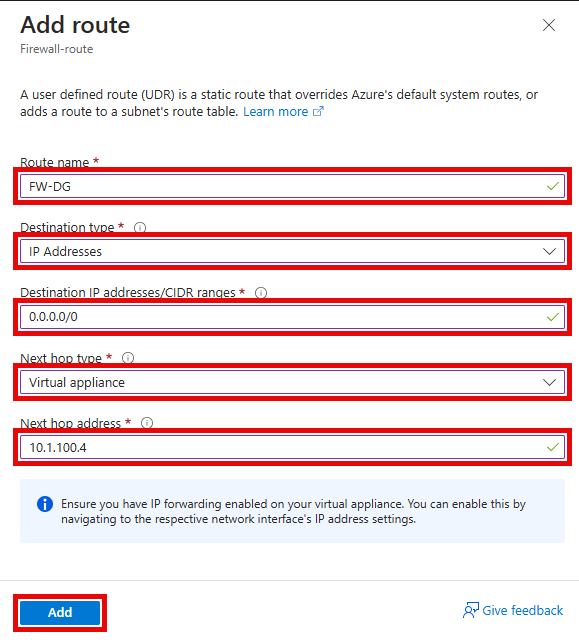 Add route
Firewall-route
A user defined route (UDR) is a static route that overrides Azure's default system routes, or
adds a route to a subnet's route table. Learn more
Route name *
FW-DG
Destination type *
IP Addresses
Destination IP addresses/CIDR ranges *
0.0.0.0/0
Next hop type *
Virtual appliance
Next hop address *
10.1.100.4
Ensure you have IP forwarding enabled on your virtual appliance. You can enable this by
navigating to the respective network interface's IP address settings.
Add
Give feedback